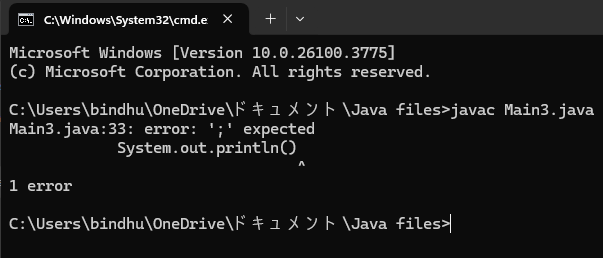 C:\Windows\System32\cmd.e
Microsoft Windows [Version 10.0.26100.3775]
(c) Microsoft Corporation. All rights reserved.
C:\Users\bindhu\OneDrive\ドキュメント\Java files>javac Main3.java
Main3.java:33: error: ';' expected
            System.out.println()
                                ^
1 error
C:\Users\bindhu\OneDrive\ドキュメント\Java files>